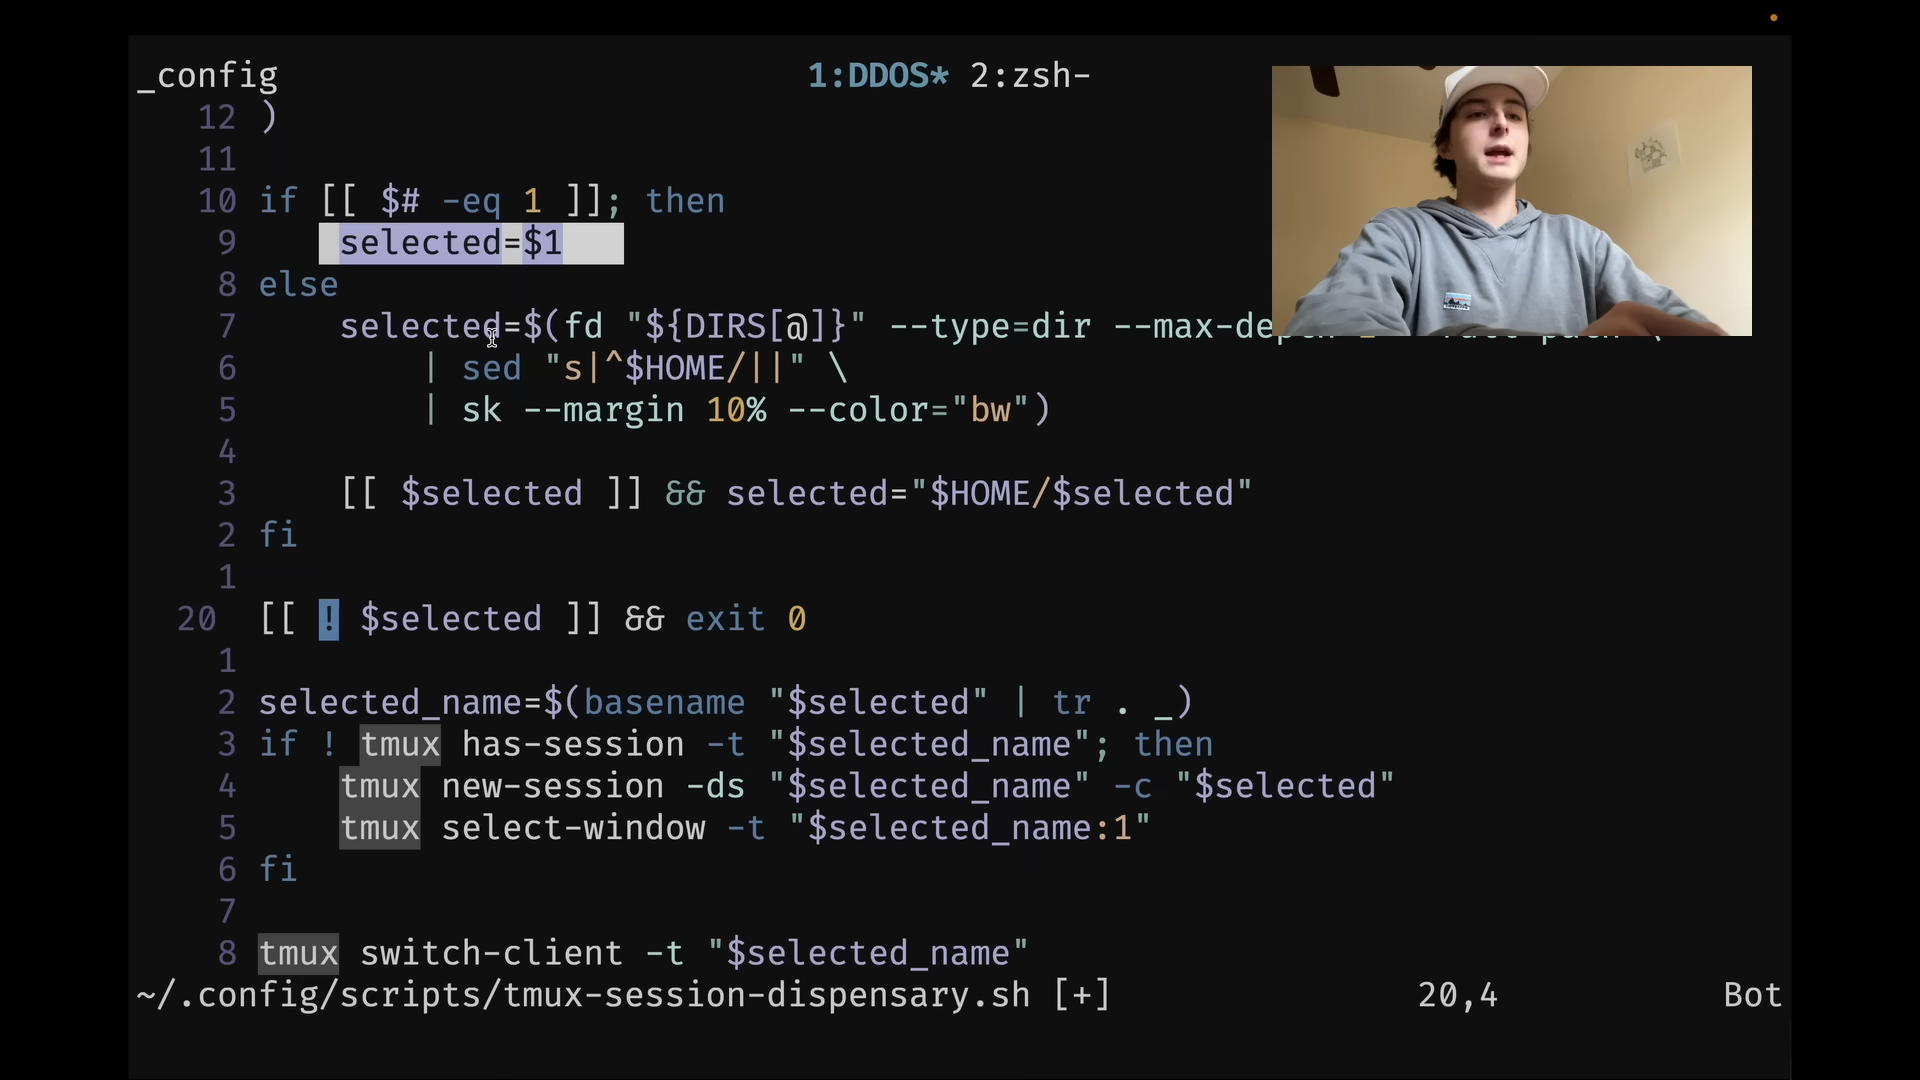 _config 1:DDOS* 2:zsh-
12 )
11
10 if [[ $# -eq 1 ]]; then
9 selected=$1
8 else
7 selected=$(fd "${DIRS[@]}" --type=dir --max-depth
6 | sed "s|^$HOME/||" \
5 | sk --margin 10% --color="bw")
4
3 [[ $selected ]] && selected="$HOME/$selected"
2 fi
1
20 [[ ! $selected ]] && exit 0
1
2 selected_name=$(basename "$selected" | tr . _)
3 if ! tmux has-session -t "$selected_name"; then
4 tmux new-session -ds "$selected_name" -c "$selected"
5 tmux select-window -t "$selected_name:1"
6 fi
7
8 tmux switch-client -t "$selected_name"
~/.config/scripts/tmux-session-dispensary.sh [+] 20,4 Bot